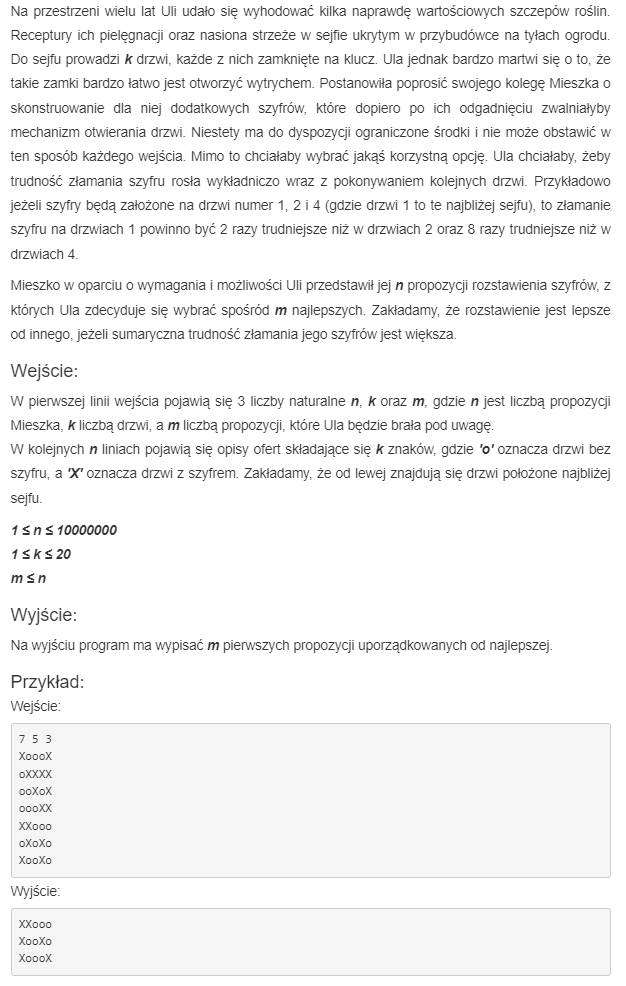 Na przestrzeni wielu lat Uli udało się wyhodować kilka naprawdę wartościowych szczepów roślin.
Receptury ich pielęgnacji oraz nasiona strzeże w sejfie ukrytym w przybudówce na tyłach ogrodu.
Do sejfu prowadzi k drzwi, każde z nich zamknięte na klucz. Ula jednak bardzo martwi się o to, że
takie zamki bardzo łatwo jest otworzyć wytrychem. Postanowiła poprosić swojego kolegę Mieszka o
skonstruowanie dla niej dodatkowych szyfrów, które dopiero po ich odgadnięciu zwalniałyby
mechanizm otwierania drzwi. Niestety ma do dyspozycji ograniczone środki i nie może obstawić w
ten sposób każdego wejścia. Mimo to chciałaby wybrać jakąś korzystną opcję. Ula chciałaby, żeby
trudność złamania szyfru rosła wykładniczo wraz z pokonywaniem kolejnych drzwi. Przykładowo
jeżeli szyfry będą założone na drzwi numer 1, 2 i 4 (gdzie drzwi 1 to te najbliżej sejfu), to złamanie
szyfru na drzwiach 1 powinno być 2 razy trudniejsze niż w drzwiach 2 oraz 8 razy trudniejsze niż w
drzwiach 4.
Mieszko w oparciu o wymagania i możliwości Uli przedstawił jej n propozycji rozstawienia szyfrów, z
których Ula zdecyduje się wybrać spośród m najlepszych. Zakładamy, że rozstawienie jest lepsze
od innego, jeżeli sumaryczna trudność złamania jego szyfrów jest większa.
Wejście:
W pierwszej linii wejścia pojawią się 3 liczby naturalne n, k oraz m, gdzie n jest liczbą propozycji
Mieszka, k liczbą drzwi, a m liczbą propozycji, które Ula będzie brała pod uwagę.
W kolejnych n liniach pojawią się opisy ofert składające się k znaków, gdzie 'o' oznacza drzwi bez
szyfru, a 'X' oznacza drzwi z szyfrem. Zakładamy, że od lewej znajdują się drzwi położone najbliżej
sejfu.
1 ≤ n ≤ 10000000
1 ≤ k ≤ 20
m ≤ n
Wyjście:
Na wyjściu program ma wypisać m pierwszych propozycji uporządkowanych od najlepszej.
Przykład:
Wejście:
7 5 3
XoooX
oXXXX
ooXoX
oooXX
XXooo
oXoXo
XooXo
Wyjście:
XXooo
XooXo
XoooX